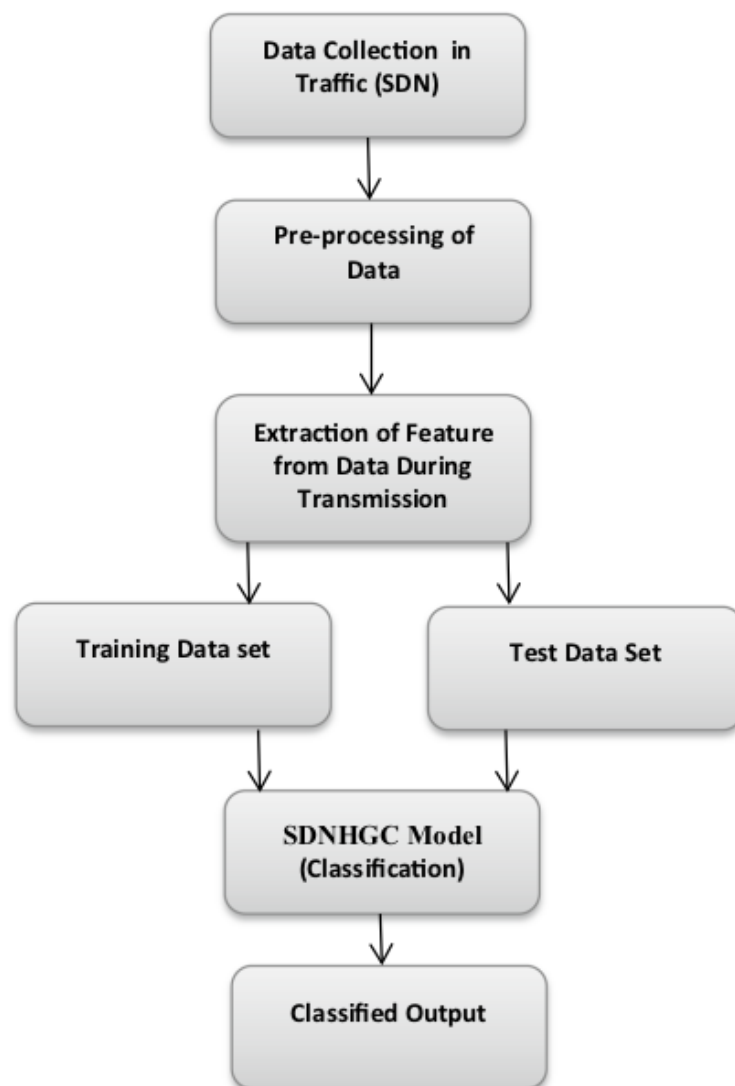 Data Collection in
Traffic (SDN)
Pre-processing of
Data
Extraction of Feature
from Data During
Transmission
Training Data set
Test Data Set
SDNHGC Model
(Classification)
Classified Output